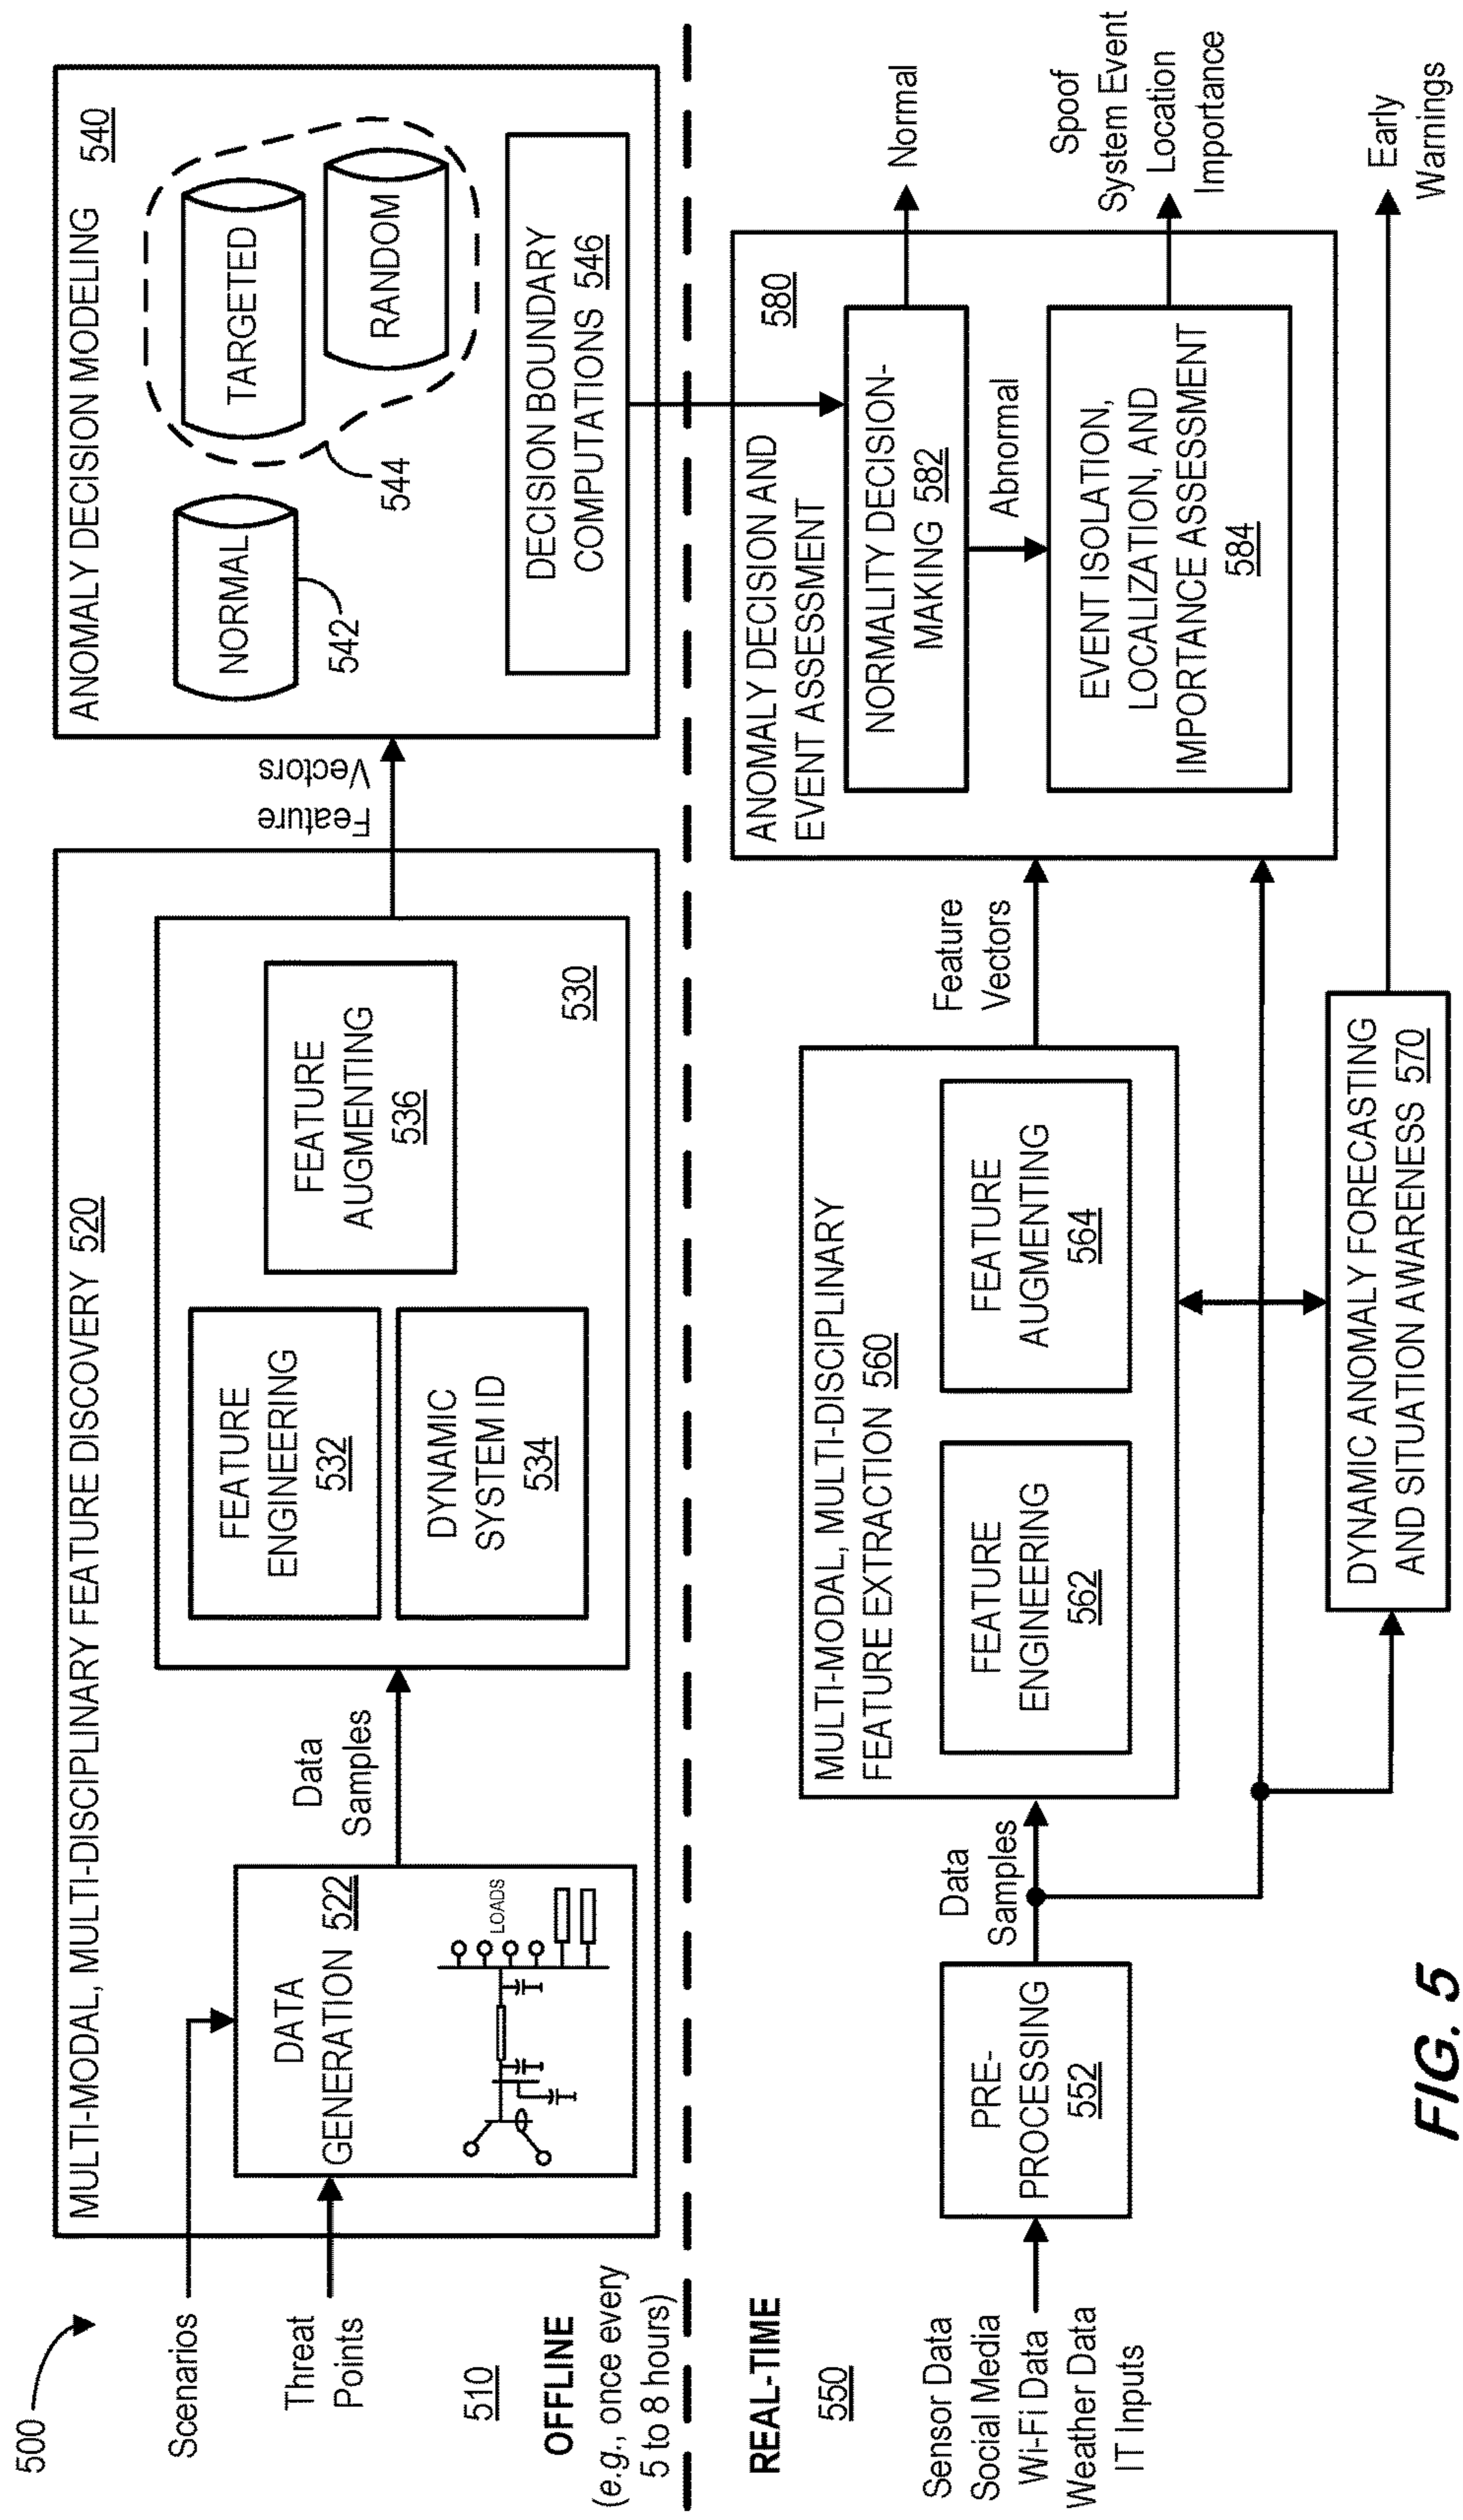 500
Scenarios
Threat
Points
510
OFFLINE
(e.g., once every
5 to 8 hours)
MULTI-MODAL, MULTI-DISCIPLINARY FEATURE DISCOVERY 520
DATA
GENERATION 522
LOADS
Data
Samples
FEATURE
ENGINEERING
532
DYNAMIC
SYSTEM ID
534
FEATURE
AUGMENTING
536
530
Feature
Vectors
ANOMALY DECISION MODELING
540
NORMAL
542
TARGETED
RANDOM
544
DECISION BOUNDARY
COMPUTATIONS 546
REAL-TIME
550
Sensor Data
Social Media
Wi-Fi Data
Weather Data
IT Inputs
PRE-
PROCESSING
552
Data
Samples
MULTI-MODAL, MULTI-DISCIPLINARY
FEATURE EXTRACTION 560
FEATURE
ENGINEERING
562
FEATURE
AUGMENTING
564
Feature
Vectors
DYNAMIC ANOMALY FORECASTING
AND SITUATION AWARENESS 570
ANOMALY DECISION AND
EVENT ASSESSMENT
580
NORMALITY DECISION-
MAKING 582
Abnormal
EVENT ISOLATION,
LOCALIZATION, AND
IMPORTANCE ASSESSMENT
584
Normal
Spoof
System Event
Location
Importance
Early
Warnings
FIG. 5